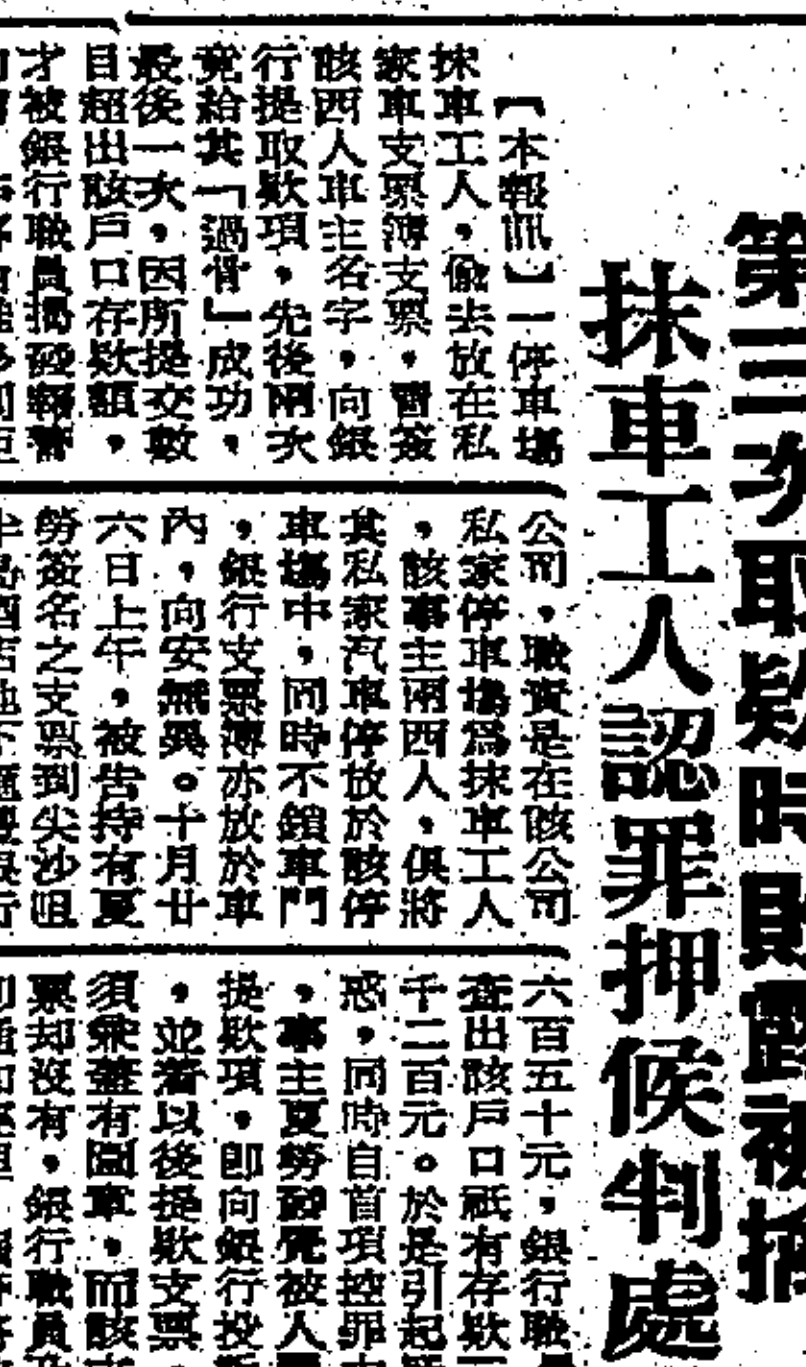 第三次取款時敗露被捕
抹車工人認罪押候判處
【本報訊】一停車場
抹車工人，偷去放在私
家車支票簿支票，冒簽
該西人車主名字，向銀
行提取欵項，先後兩次
竟給其「過骨」成功，
最後一次，因所提交數
目超出該戶口存欵額，
才被銀行職員揭發報警
公司，職責是在該公司
私家停車場爲抹車工人
，該事主兩西人，俱將
其私家汽車停放於該停
車場中，同時不鎖車門
，銀行支票簿亦放於車
內，向安無異。十月廿
六日上午，被告持有夏
勞簽名之支票到尖沙咀
六百五十元，銀行職
查出該戶口祇有存欵
千二百元。於是引起
惑，同時自首項控罪
，事主夏勞發覺被人
提欵項，即向銀行投
，並着以後提欵支票
須乘蓋有圖章，而該
票却沒有，銀行職員